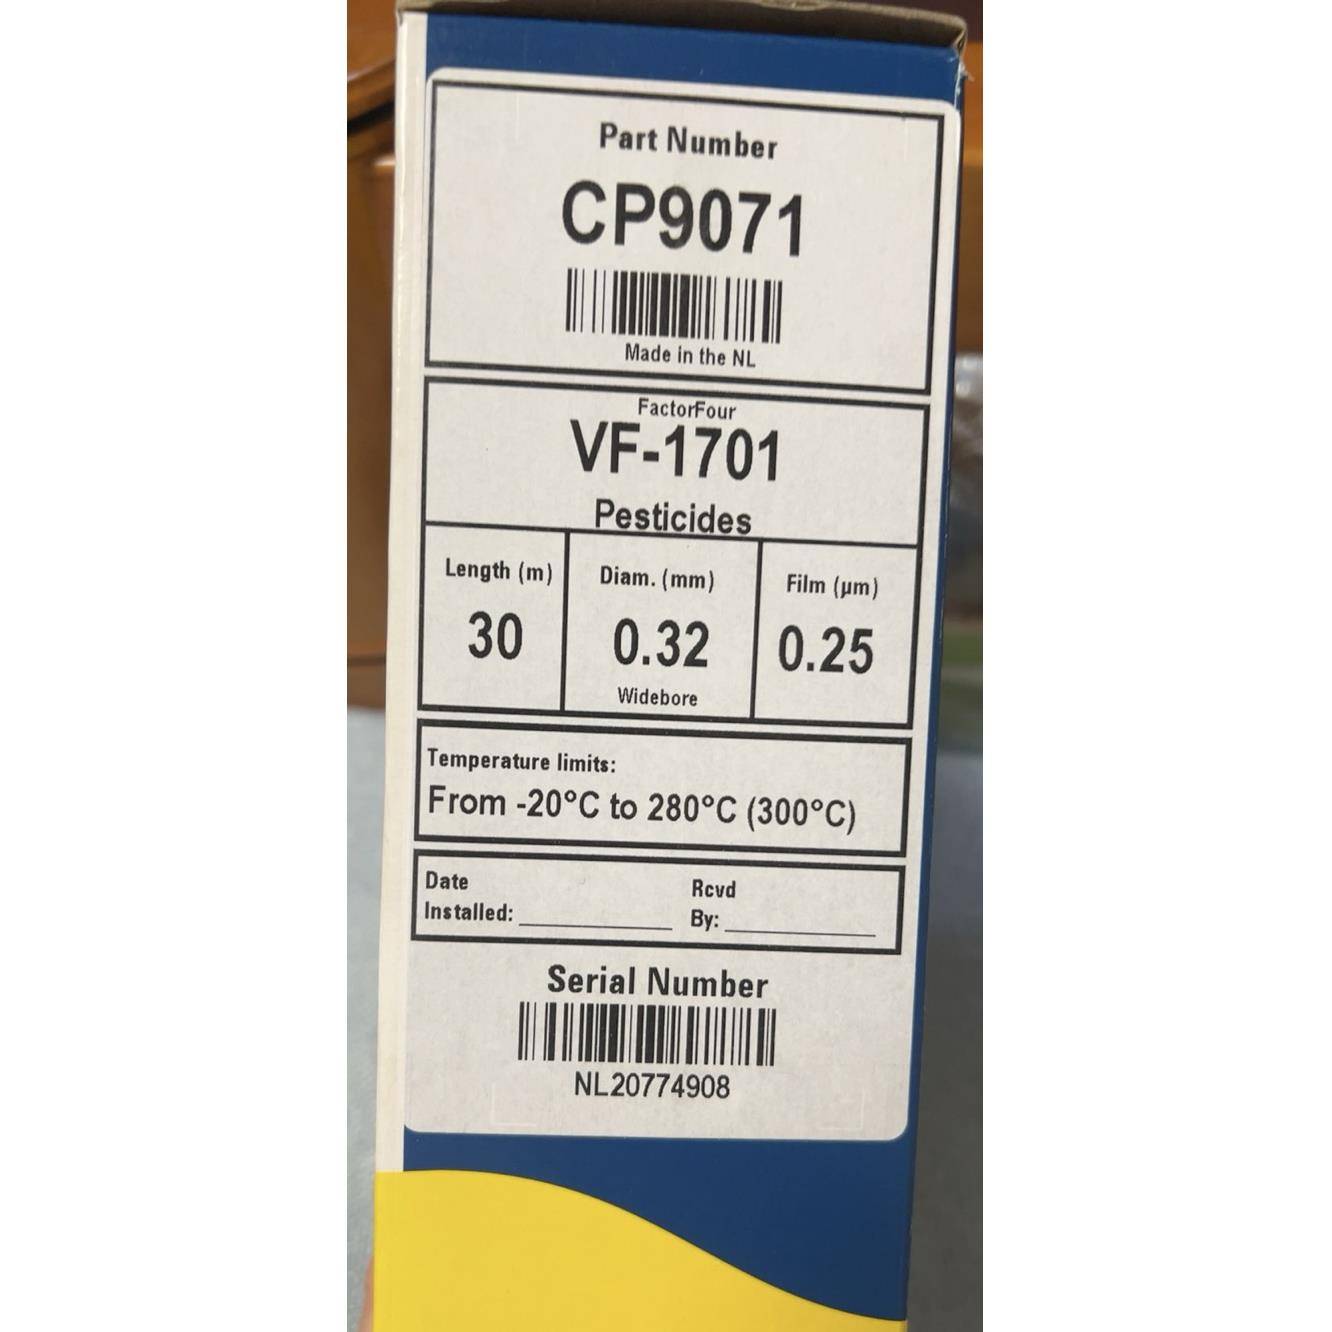 Part Number
CP9071
Made in the NL
FactorFour
VF-1701
Pesticides
Length (m) Diam. (mm) Film (µm)
30 0.32 0.25
Widebore
Temperature limits:
From -20°C to 280°C (300°C)
Date Rcvd
Installed: By:
Serial Number
NL20774908